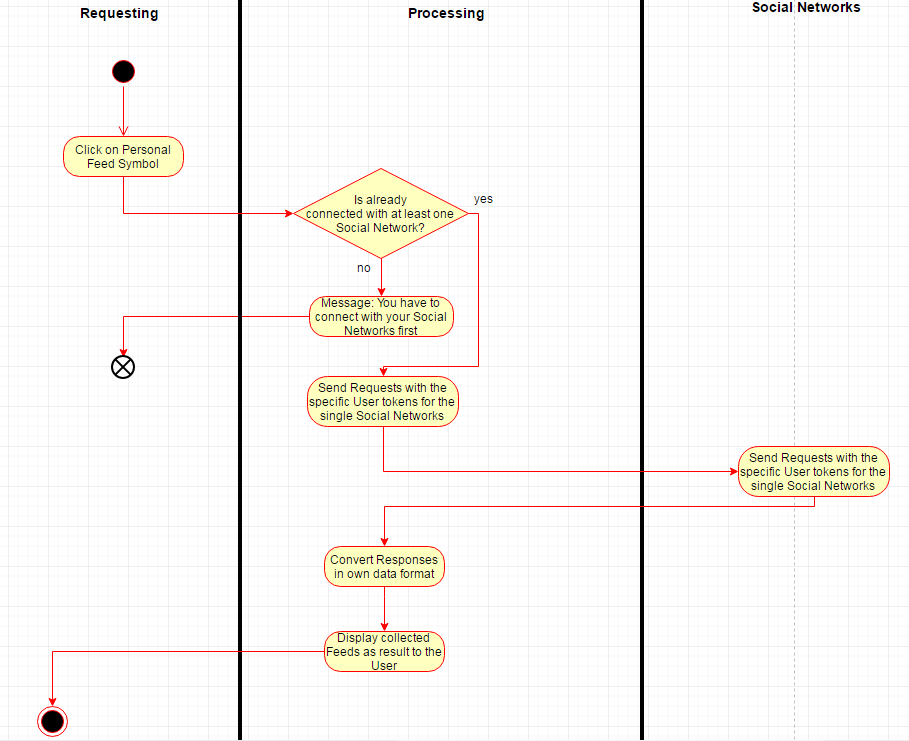 Requesting
Processing
Social Networks
Click on Personal
Feed Symbol
Is already
connected with at least one
Social Network?
yes
no
Message: You have to
connect with your Social
Networks first
Send Requests with the
specific User tokens for the
single Social Networks
Send Requests with the
specific User tokens for the
single Social Networks
Convert Responses
in own data format
Display collected
Feeds as result to the
User